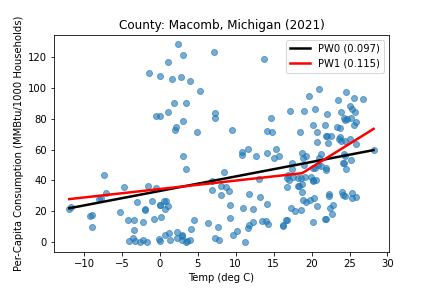 County: Macomb, Michigan (2021)
PW0 (0.097)
PW1 (0.115)
Per-Capita Consumption (MMBtu/1000 Households)
120
100
80
60
40
20
0
−10 −5 0 5 10 15 20 25 30
Temp (deg C)